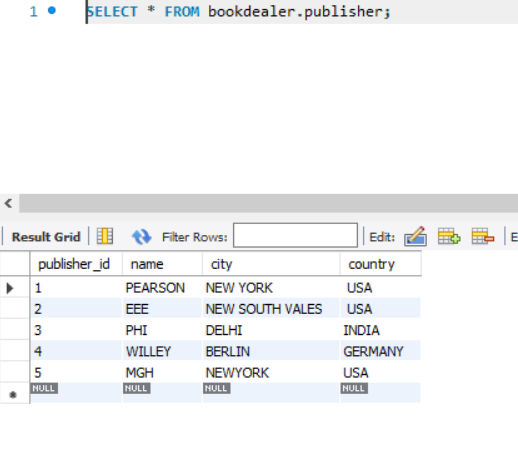 1 SELECT * FROM bookdealer.publisher;
Result Grid Filter Rows: Edit: E
publisher_id name city country
1 PEARSON NEW YORK USA
2 EEE NEW SOUTH VALES USA
3 PHI DELHI INDIA
4 WILLEY BERLIN GERMANY
5 MGH NEWYORK USA
NULL NULL NULL NULL